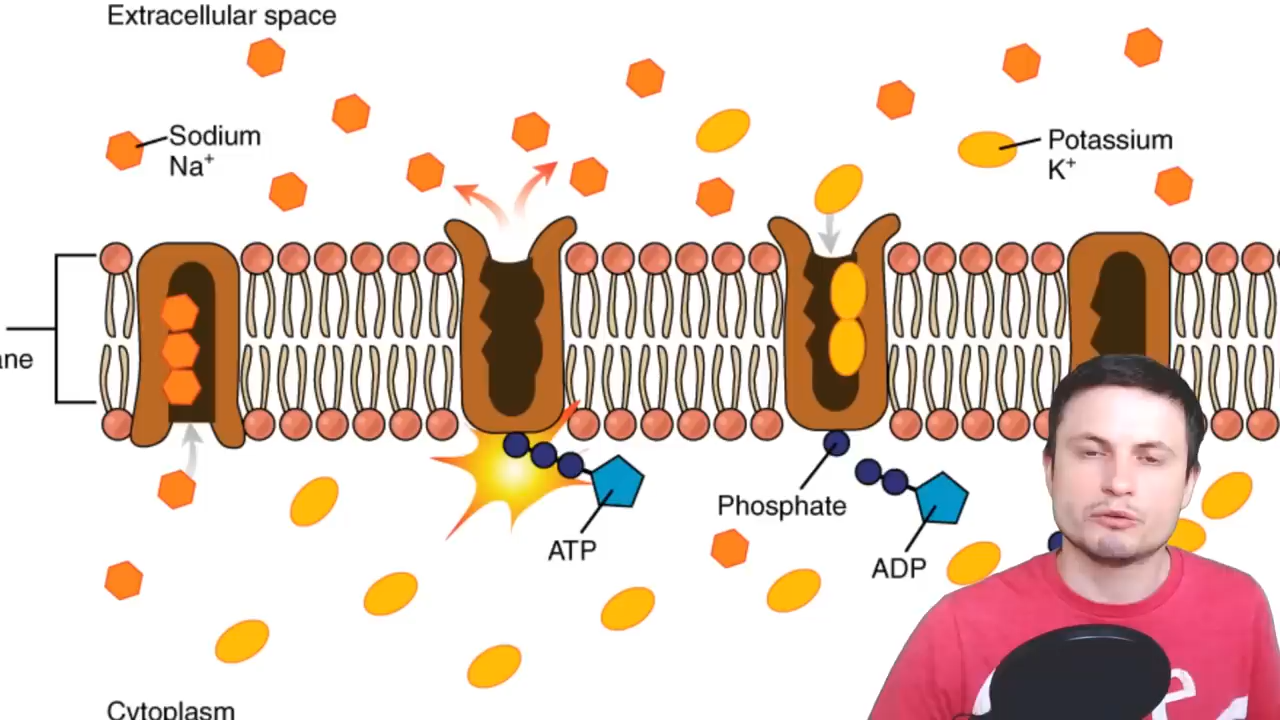 Extracellular space
Sodium
Na⁺
Potassium
K⁺
ane
Phosphate
ATP
ADP
Cytoplasm